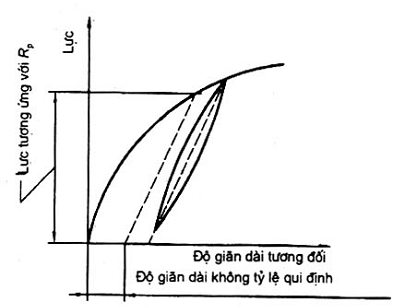 Lực
Lực tương ứng với Rp
Độ giãn dài tương đối
Độ giãn dài không tỷ lệ qui định